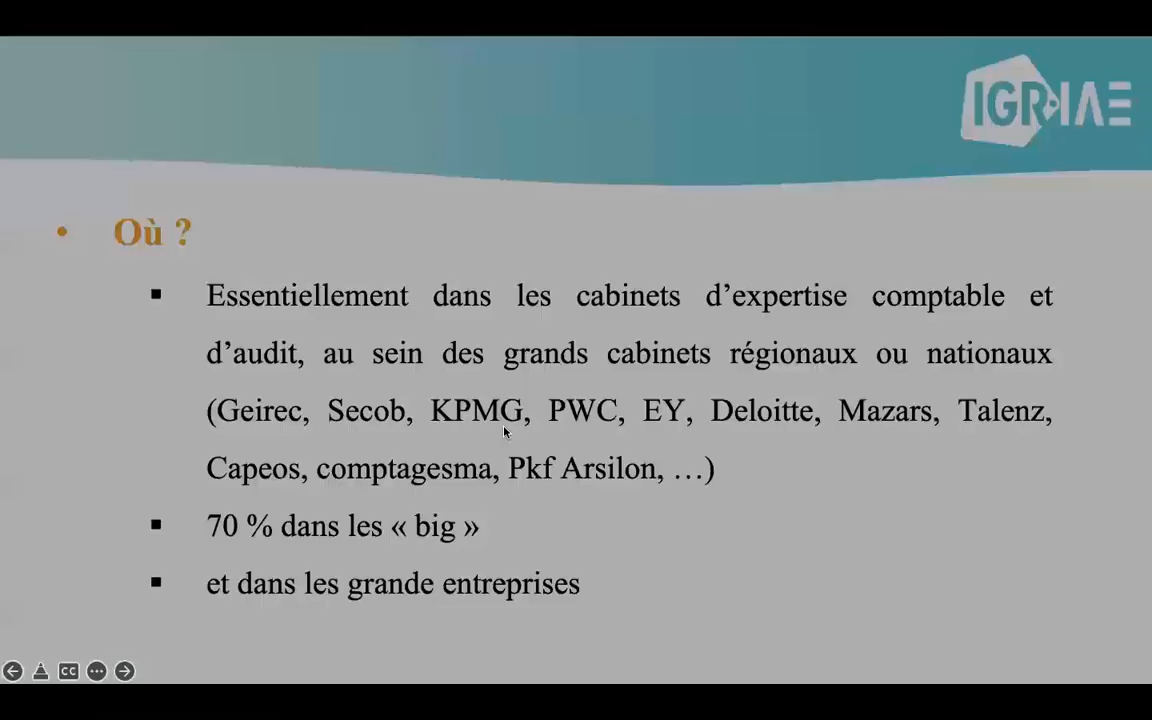 IGR-IAE
• Où ?
▪ Essentiellement dans les cabinets d’expertise comptable et
d’audit, au sein des grands cabinets régionaux ou nationaux
(Geirec, Secob, KPMG, PWC, EY, Deloitte, Mazars, Talenz,
Capeos, comptagesma, Pkf Arsilon, …)
▪ 70 % dans les « big »
▪ et dans les grande entreprises
CC